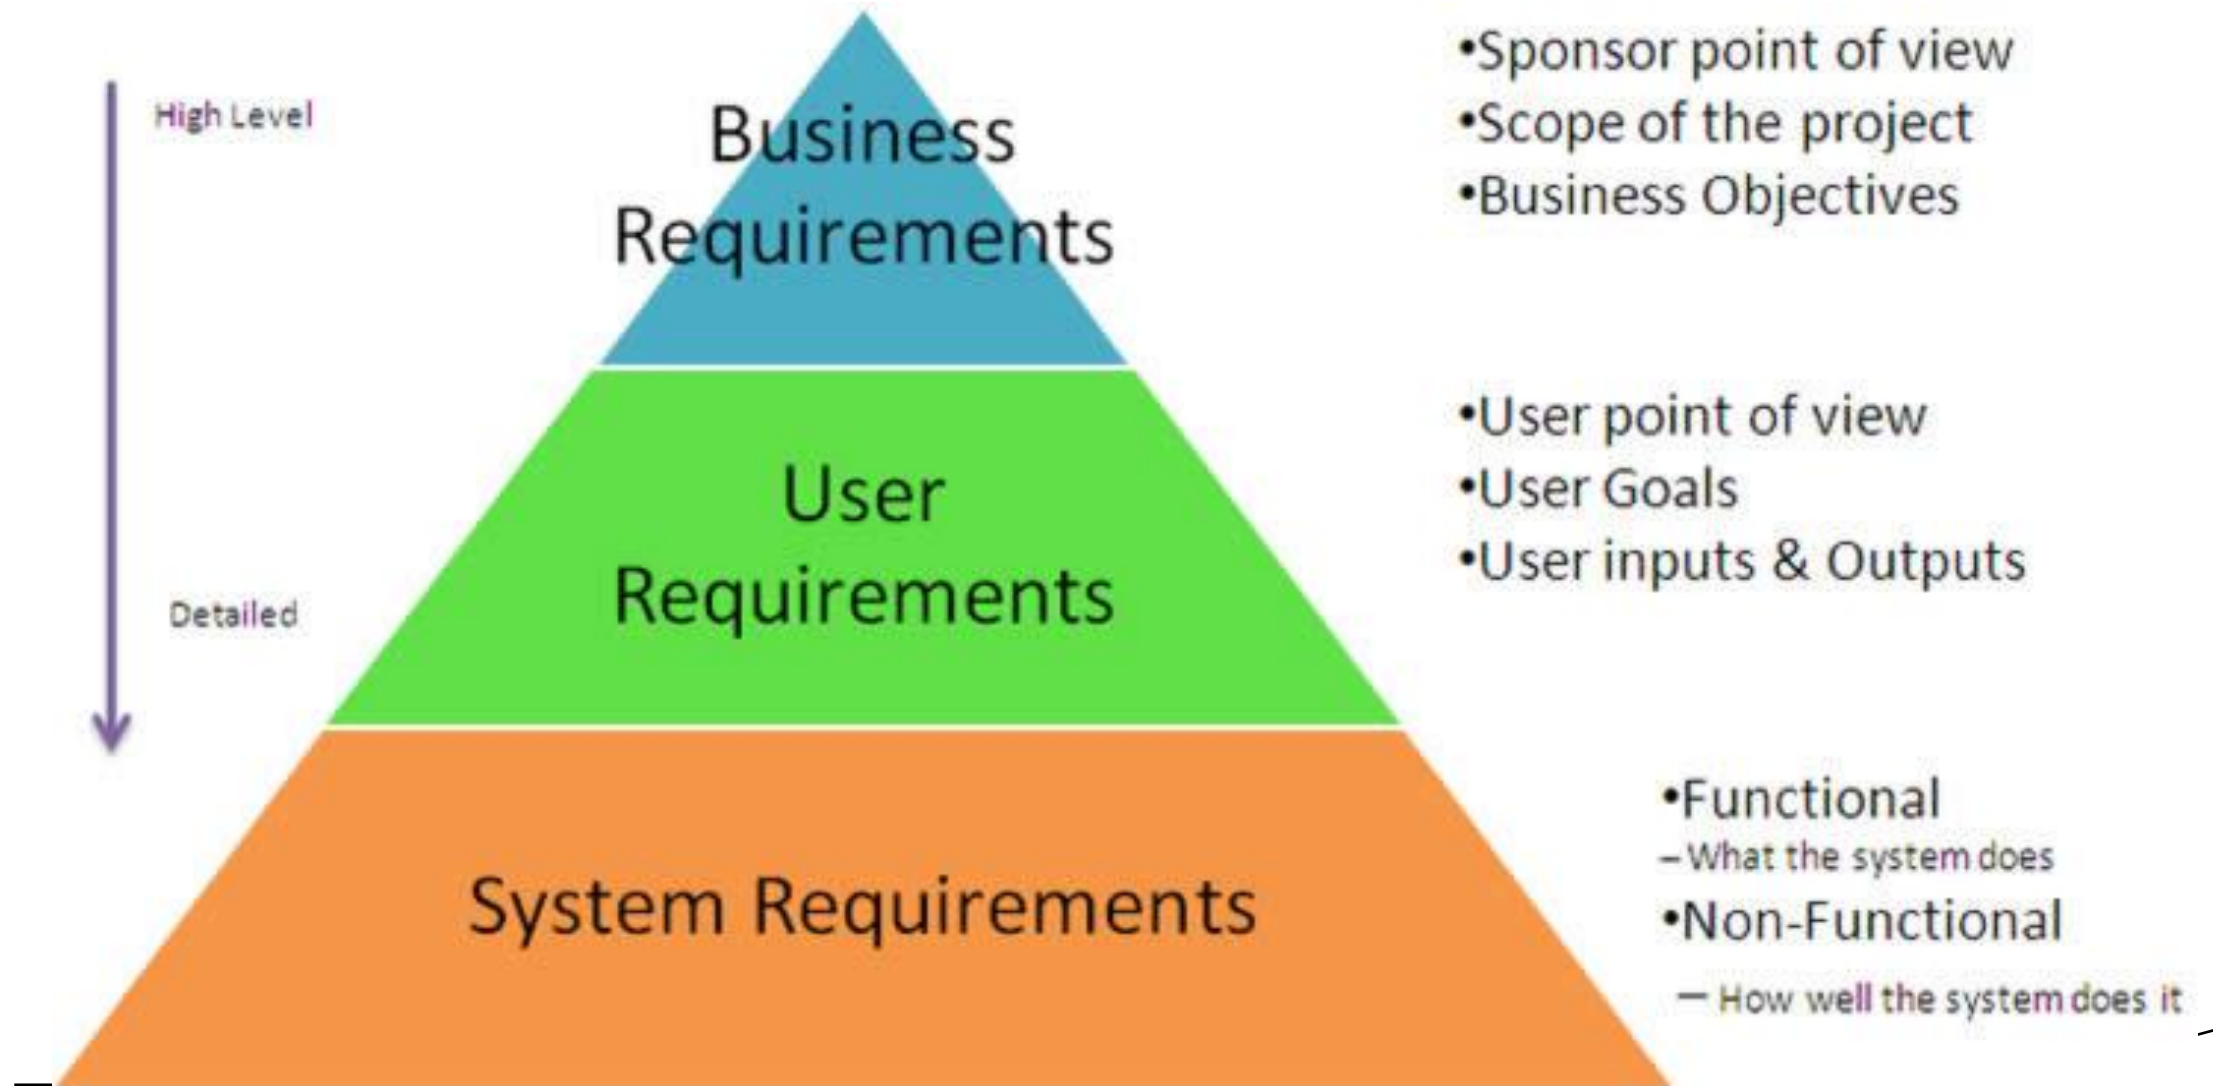 High Level
Detailed
Business
Requirements
•Sponsor point of view
•Scope of the project
•Business Objectives
User
Requirements
•User point of view
•User Goals
•User inputs & Outputs
System Requirements
•Functional
– What the system does
•Non-Functional
– How well the system does it